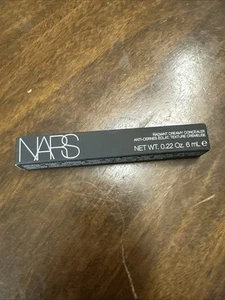 NARS
RADIANT CREAMY CONCEALER
ANTI-CERNES ÉCLAT, TEXTURE CRÉMEUSE
NET WT. 0.22 Oz. 6 mL ℮